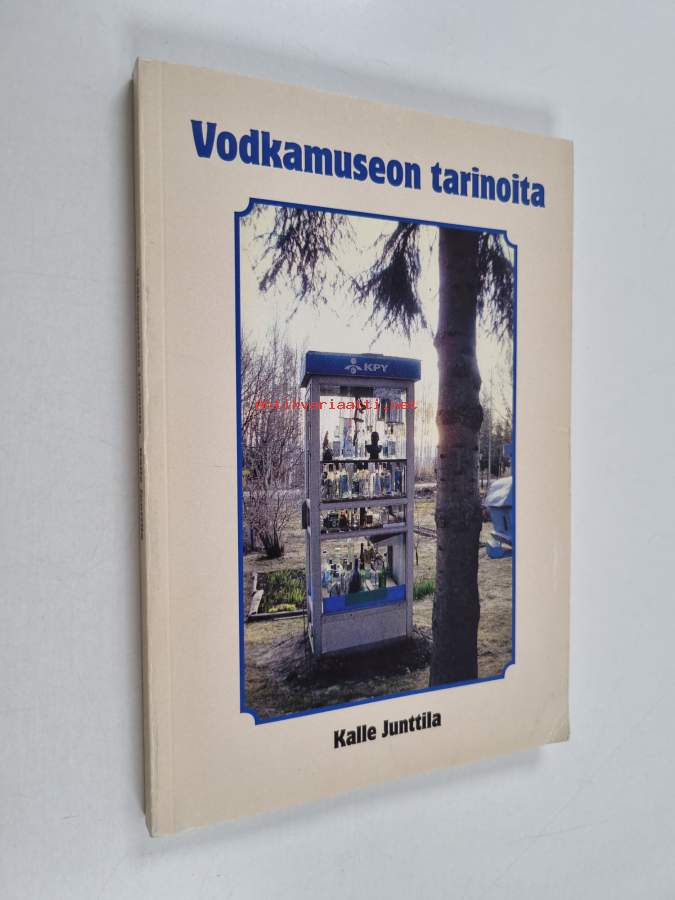 Vodkamuseon tarinoita
KPY
Antikvariaatti.net
Kalle Junttila